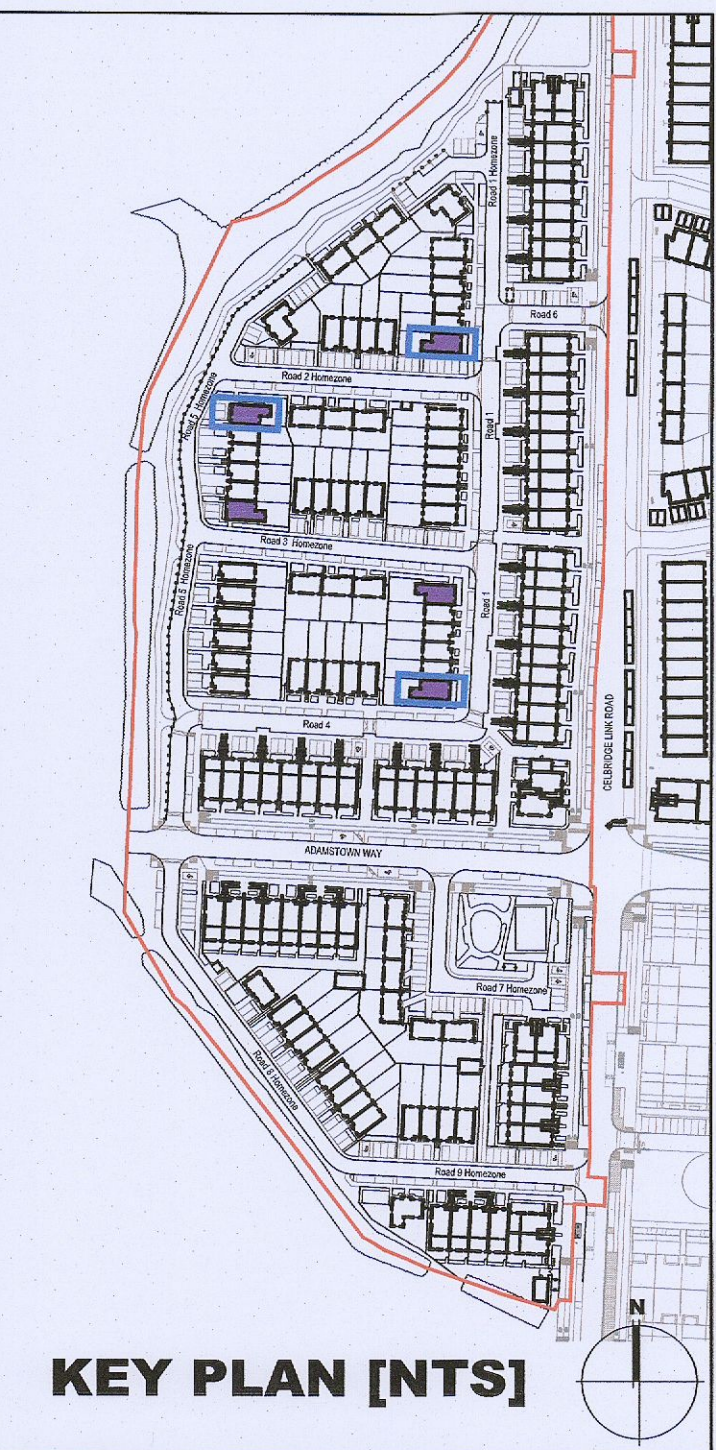 Road 1 Homezone
Road 6
Road 2 Homezone
Road 1
Road 5 Homezone
Road 3 Homezone
Road 5 Homezone
Road 1
Road 4
CELBRIDGE LINK ROAD
ADAMSTOWN WAY
Road 7 Homezone
Road 8 Homezone
Road 9 Homezone
N
KEY PLAN [NTS]